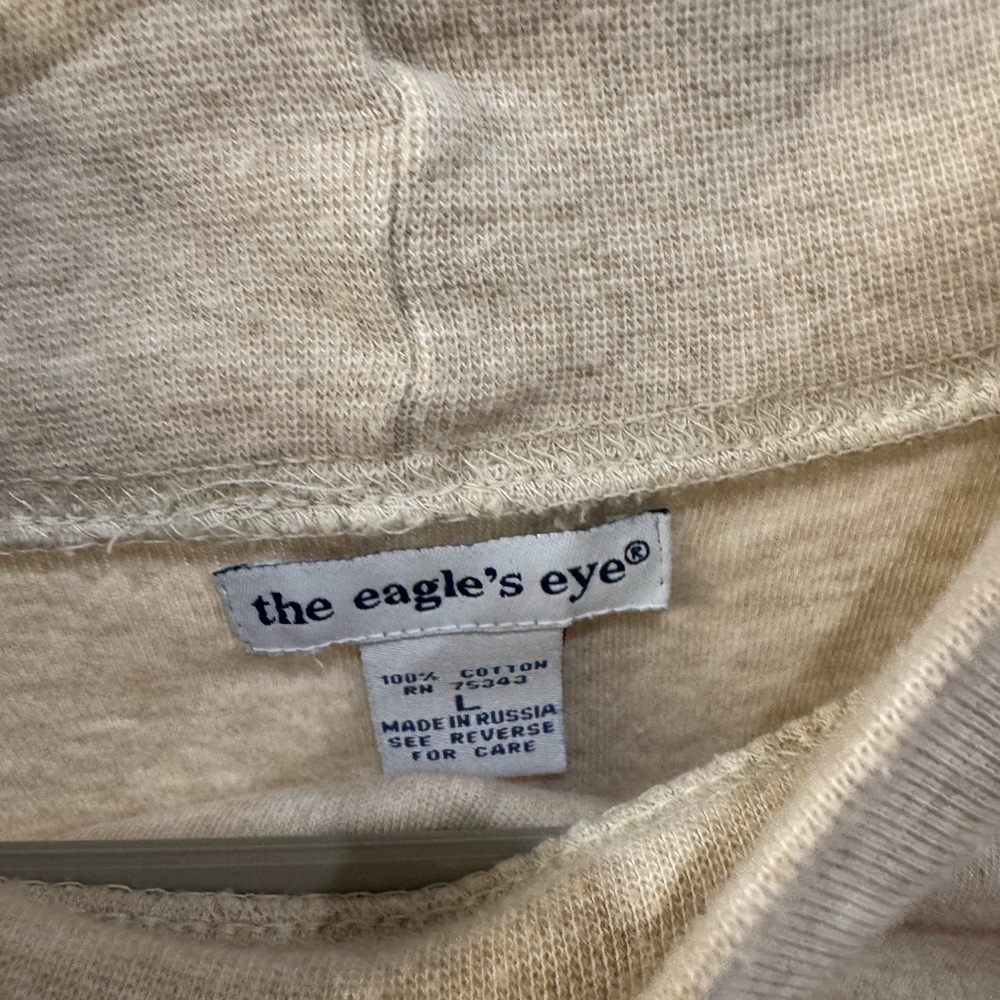 the eagle's eye®
100% COTTON
RN 75343
L
MADE IN RUSSIA
SEE REVERSE
FOR CARE